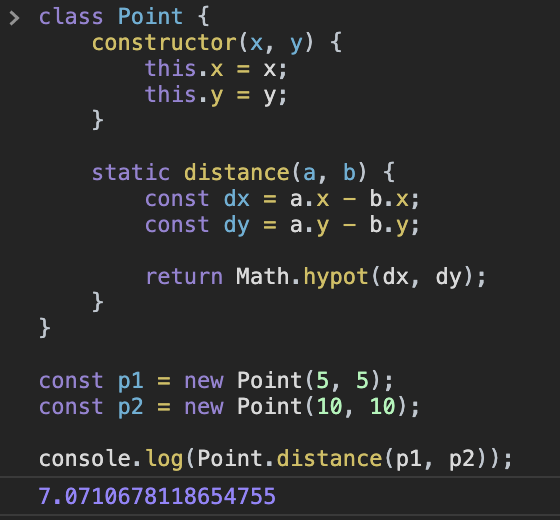 > class Point {
    constructor(x, y) {
        this.x = x;
        this.y = y;
    }

    static distance(a, b) {
        const dx = a.x − b.x;
        const dy = a.y − b.y;

        return Math.hypot(dx, dy);
    }
}

const p1 = new Point(5, 5);
const p2 = new Point(10, 10);

console.log(Point.distance(p1, p2));
7.0710678118654755